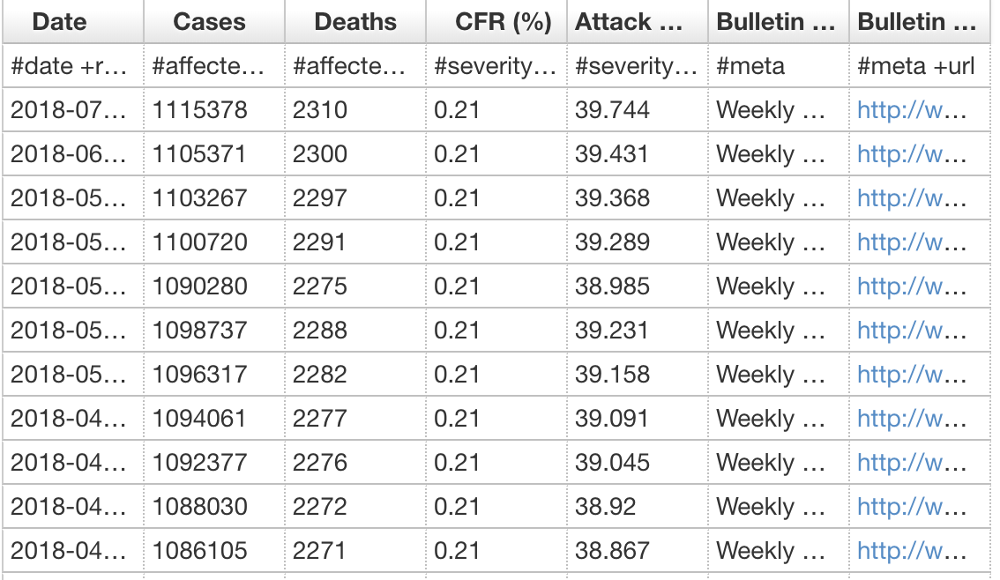 Date Cases Deaths CFR (%) Attack ... Bulletin ... Bulletin ...
#date +r... #affecte... #affecte... #severity... #severity... #meta #meta +url
2018-07... 1115378 2310 0.21 39.744 Weekly ... http://w...
2018-06... 1105371 2300 0.21 39.431 Weekly ... http://w...
2018-05... 1103267 2297 0.21 39.368 Weekly ... http://w...
2018-05... 1100720 2291 0.21 39.289 Weekly ... http://w...
2018-05... 1090280 2275 0.21 38.985 Weekly ... http://w...
2018-05... 1098737 2288 0.21 39.231 Weekly ... http://w...
2018-05... 1096317 2282 0.21 39.158 Weekly ... http://w...
2018-04... 1094061 2277 0.21 39.091 Weekly ... http://w...
2018-04... 1092377 2276 0.21 39.045 Weekly ... http://w...
2018-04... 1088030 2272 0.21 38.92 Weekly ... http://w...
2018-04... 1086105 2271 0.21 38.867 Weekly ... http://w...